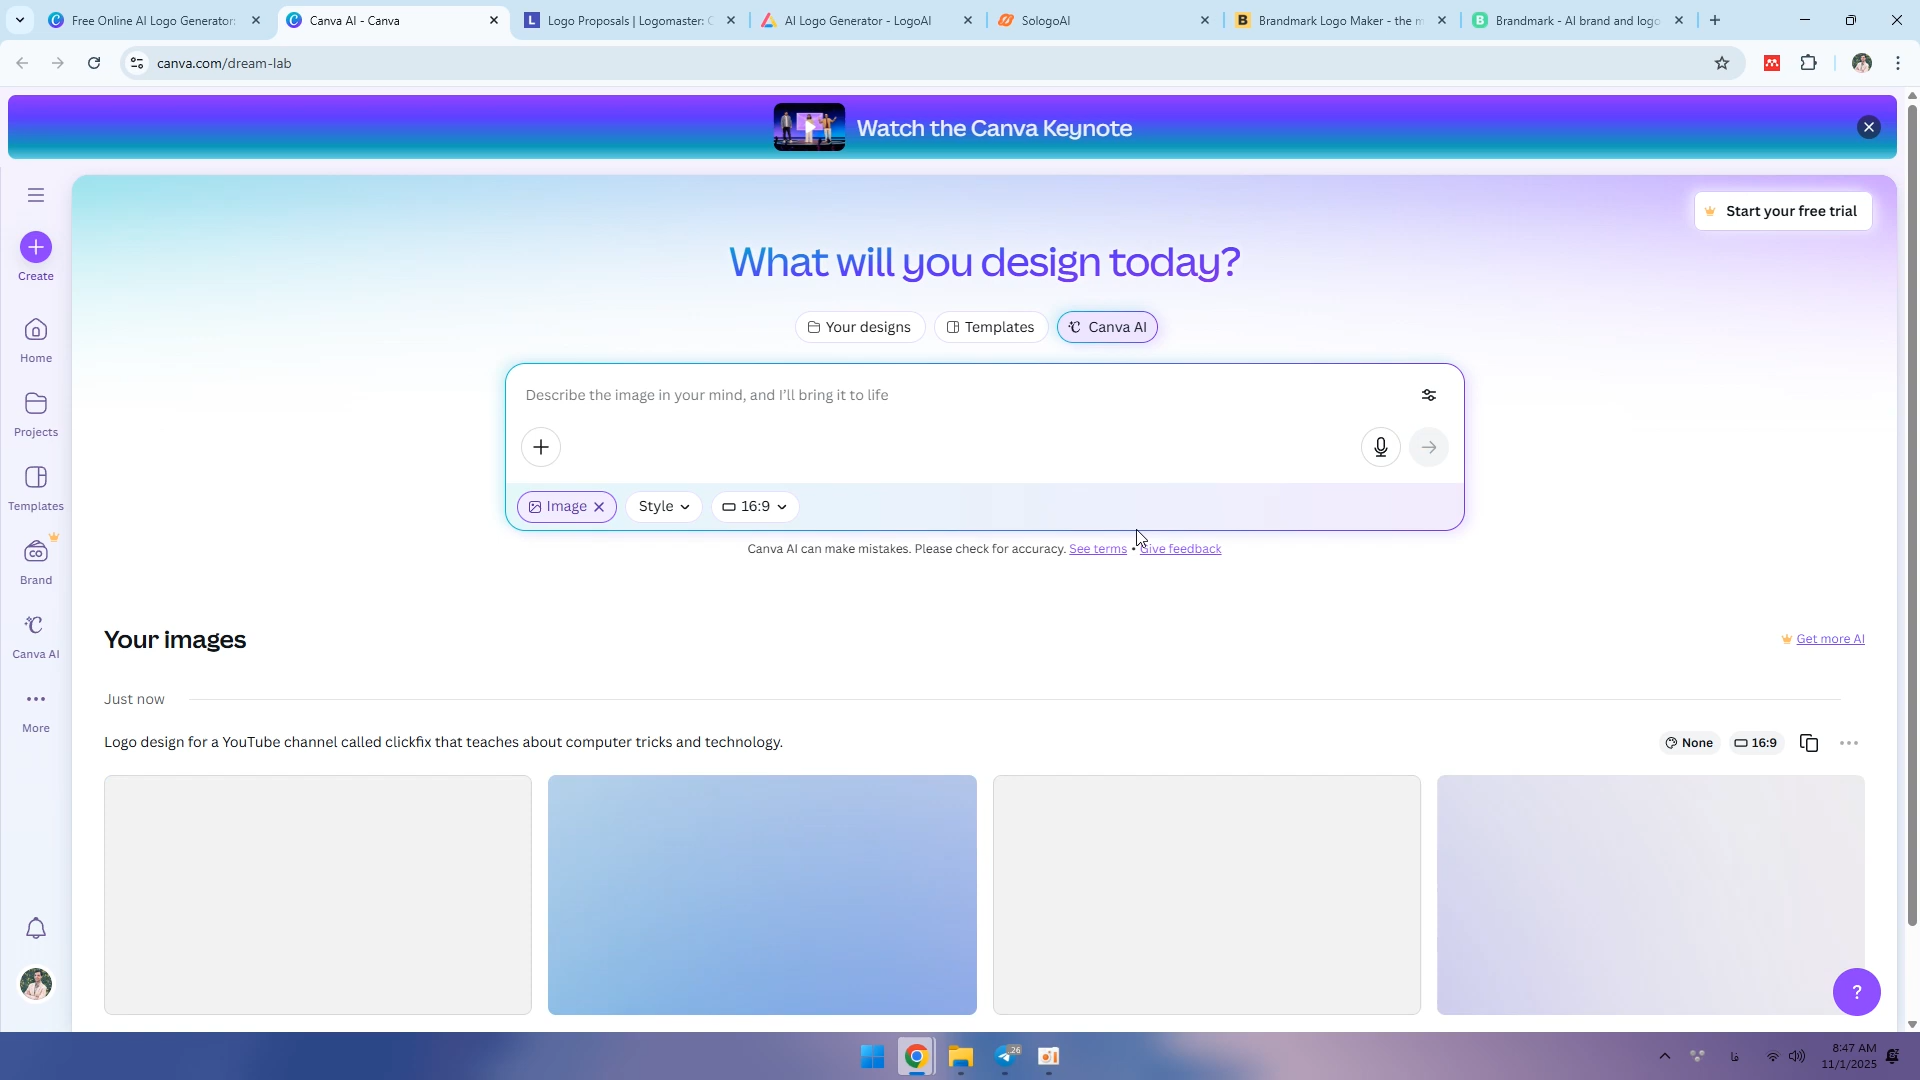 Free Online AI Logo Generator:
Canva AI - Canva
Logo Proposals | Logomaster: C
AI Logo Generator - LogoAI
SologoAI
Brandmark Logo Maker - the m
Brandmark - AI brand and logo
canva.com/dream-lab
Watch the Canva Keynote
Start your free trial
What will you design today?
Your designs
Templates
Canva AI
Describe the image in your mind, and I'll bring it to life
Image
Style
16:9
Canva AI can make mistakes. Please check for accuracy. See terms • Give feedback
Create
Home
Projects
Templates
Brand
Canva AI
More
Your images
Get more AI
Just now
Logo design for a YouTube channel called clickfix that teaches about computer tricks and technology.
None
16:9
?
26
فا
8:47 AM
11/1/2025